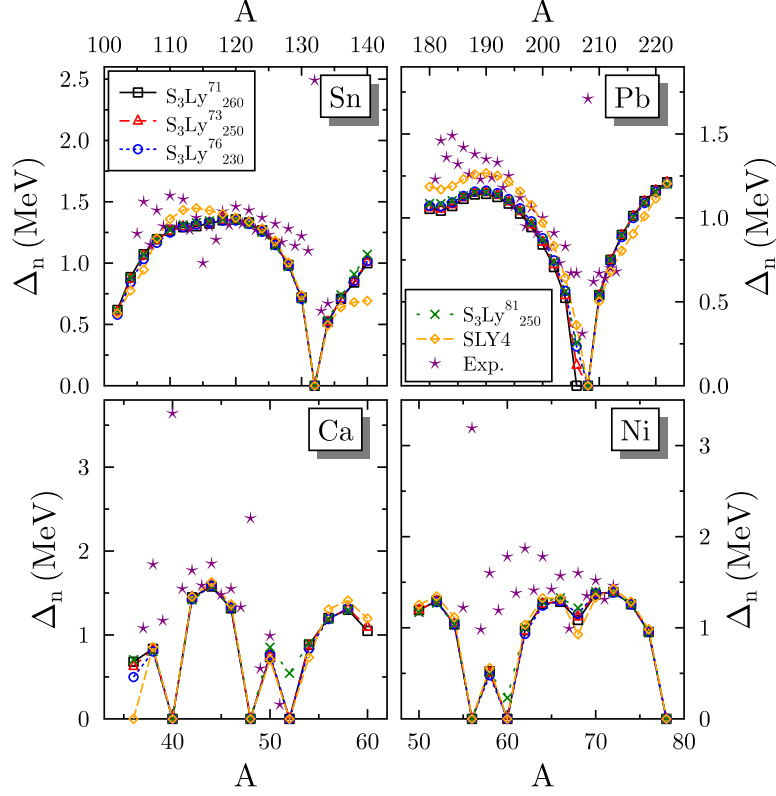 A A
100 110 120 130 140 180 190 200 210 220
Sn
S₃Ly⁷¹₂₆₀
S₃Ly⁷³₂₅₀
S₃Ly⁷⁶₂₃₀
2.5
2.0
1.5
1.0
0.5
0.0
Δₙ (MeV)
Pb
S₃Ly⁸¹₂₅₀
SLY4
Exp.
1.5
1.0
0.5
0.0
Δₙ (MeV)
Ca
3
2
1
0
Δₙ (MeV)
Ni
3
2
1
0
Δₙ (MeV)
40 50 60 50 60 70 80
A A